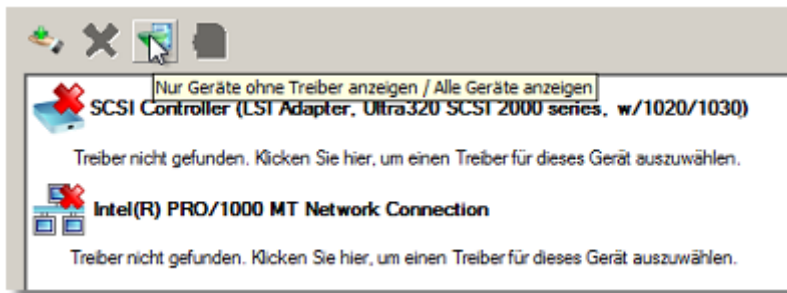 Nur Geräte ohne Treiber anzeigen / Alle Geräte anzeigen
SCSI Controller (LSI Adapter, Ultra320 SCSI 2000 series, w/1020/1030)
Treiber nicht gefunden. Klicken Sie hier, um einen Treiber für dieses Gerät auszuwählen.
Intel(R) PRO/1000 MT Network Connection
Treiber nicht gefunden. Klicken Sie hier, um einen Treiber für dieses Gerät auszuwählen.